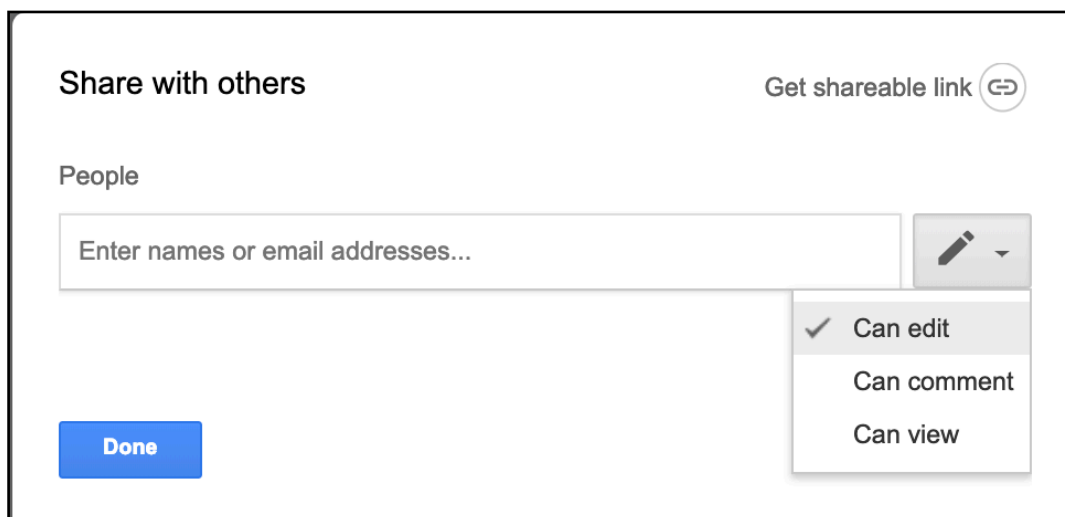 Share with others
Get shareable link
People
Enter names or email addresses...
Can edit
Can comment
Can view
Done